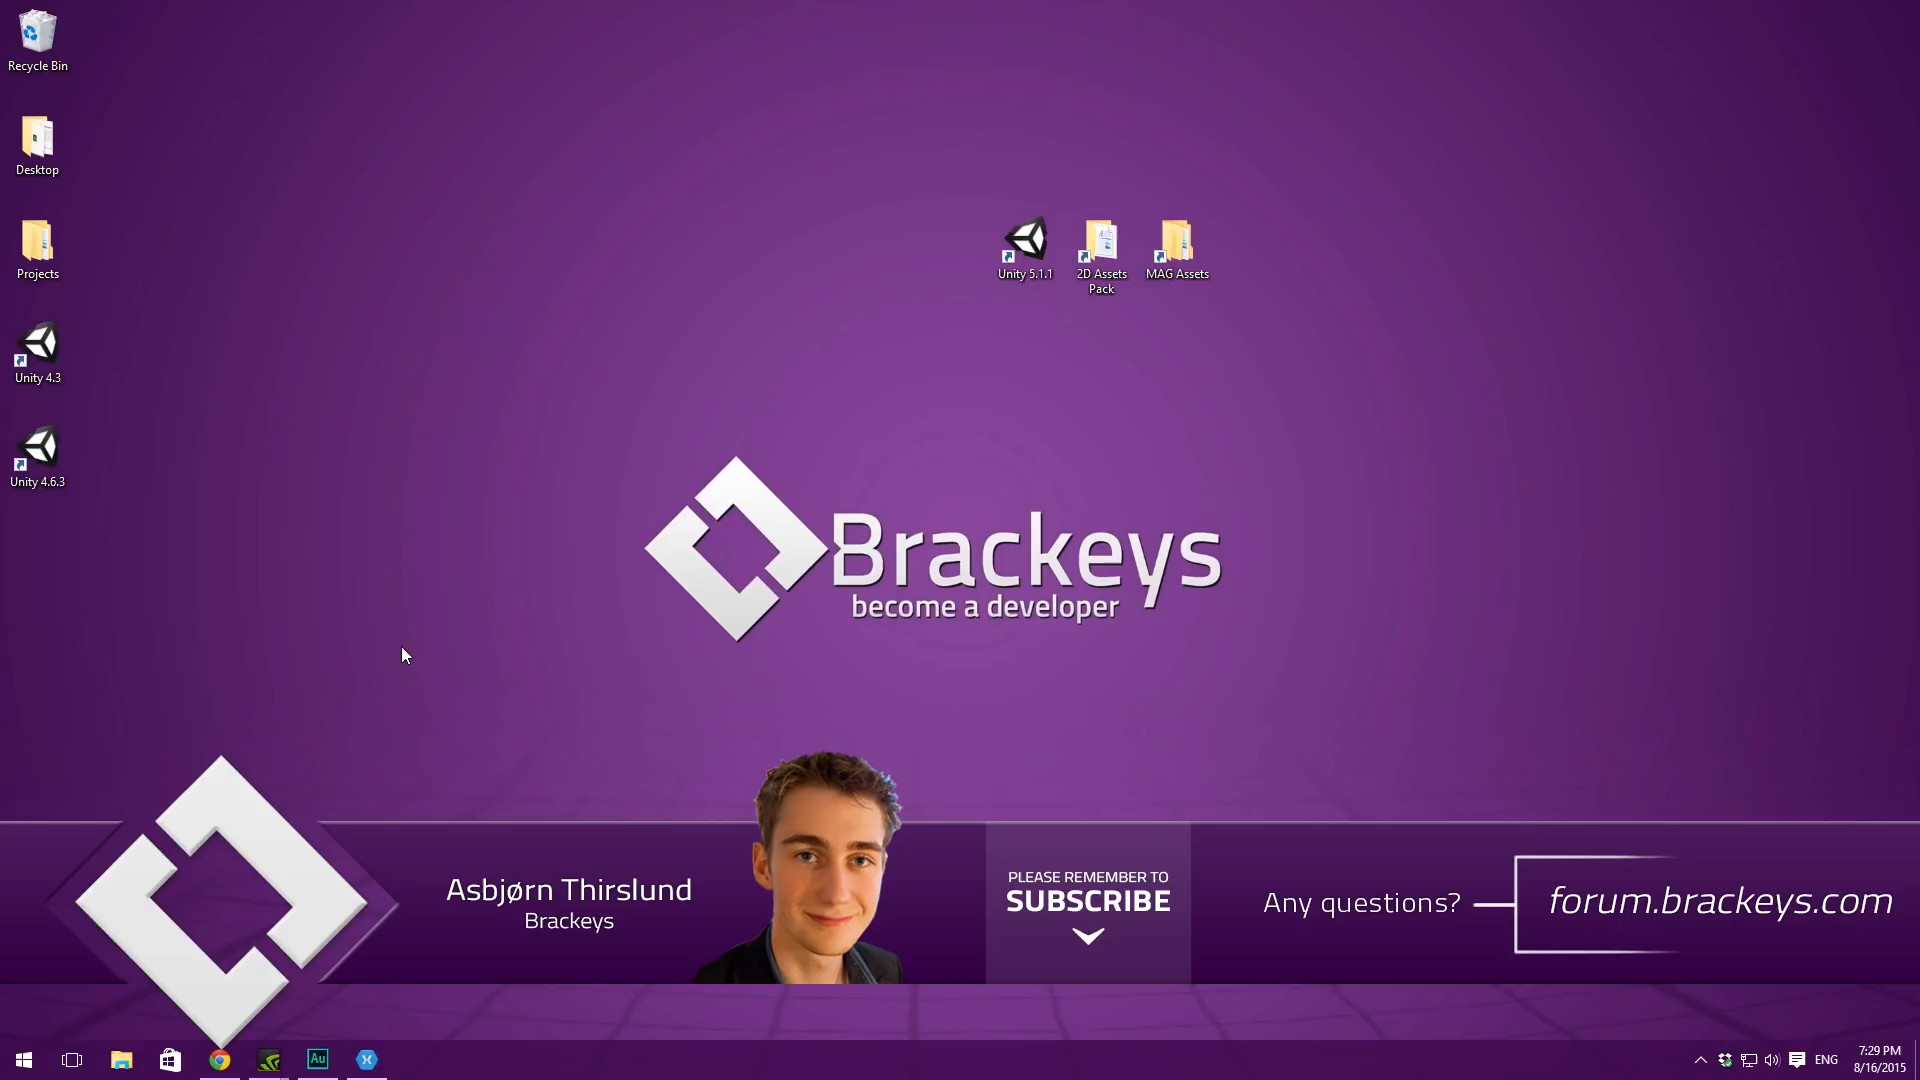 Recycle Bin
Desktop
Projects
Unity 4.3
Unity 4.6.3
Unity 5.1.1
2D Assets
Pack
MAG Assets
Brackeys
become a developer
Asbjørn Thirslund
Brackeys
PLEASE REMEMBER TO
SUBSCRIBE
Any questions?
forum.brackeys.com
Au
ENG
7:29 PM
8/16/2015